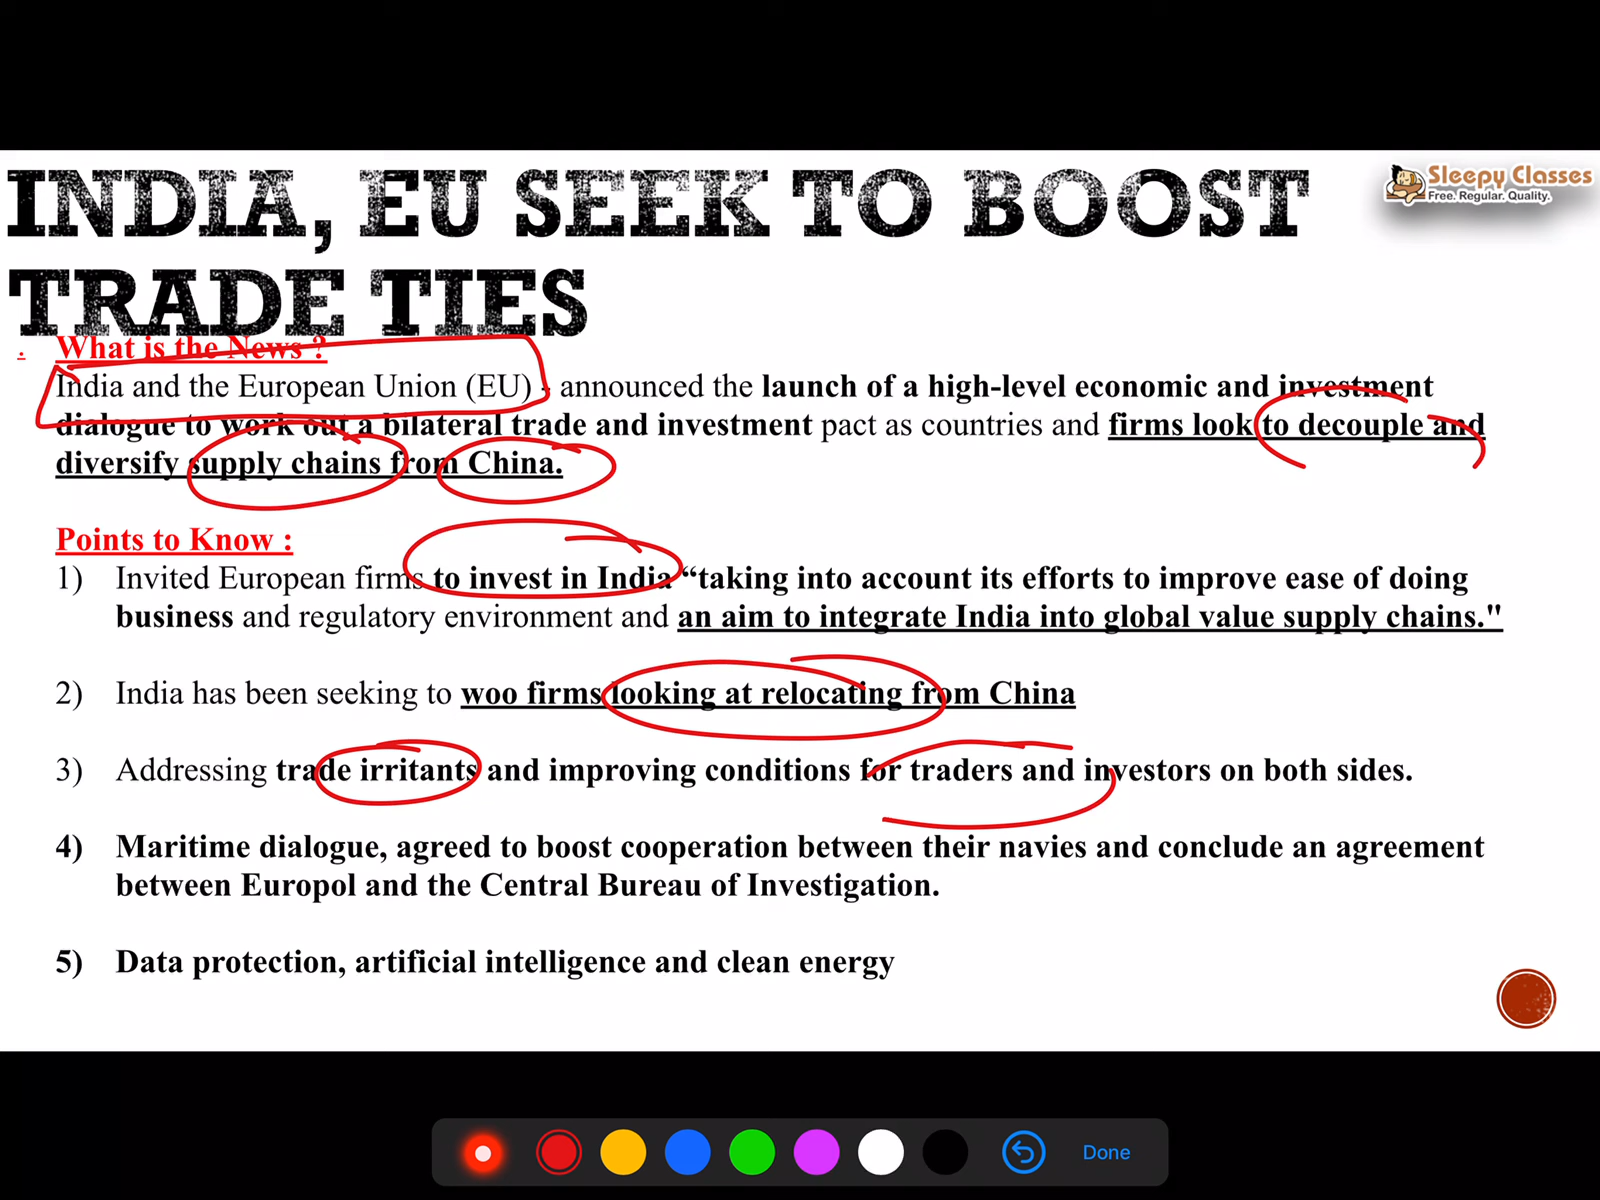 INDIA, EU SEEK TO BOOST
TRADE TIES
Sleepy Classes
Free. Regular. Quality.
. What is the News ?
India and the European Union (EU) - announced the launch of a high-level economic and investment
dialogue to work out a bilateral trade and investment pact as countries and firms look to decouple and
diversify supply chains from China.
Points to Know :
1) Invited European firms to invest in India “taking into account its efforts to improve ease of doing
business and regulatory environment and an aim to integrate India into global value supply chains."
2) India has been seeking to woo firms looking at relocating from China
3) Addressing trade irritants and improving conditions for traders and investors on both sides.
4) Maritime dialogue, agreed to boost cooperation between their navies and conclude an agreement
between Europol and the Central Bureau of Investigation.
5) Data protection, artificial intelligence and clean energy
Done